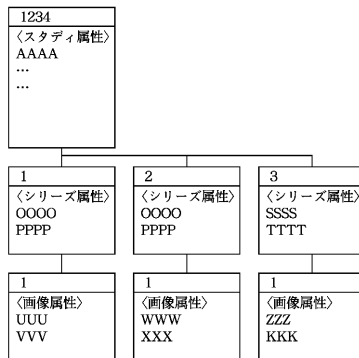 1234
〈スタディ属性〉
AAAA
…
…
1
〈シリーズ属性〉
OOOO
PPPP
2
〈シリーズ属性〉
OOOO
PPPP
3
〈シリーズ属性〉
SSSS
TTTT
1
〈画像属性〉
UUU
VVV
1
〈画像属性〉
WWW
XXX
1
〈画像属性〉
ZZZ
KKK